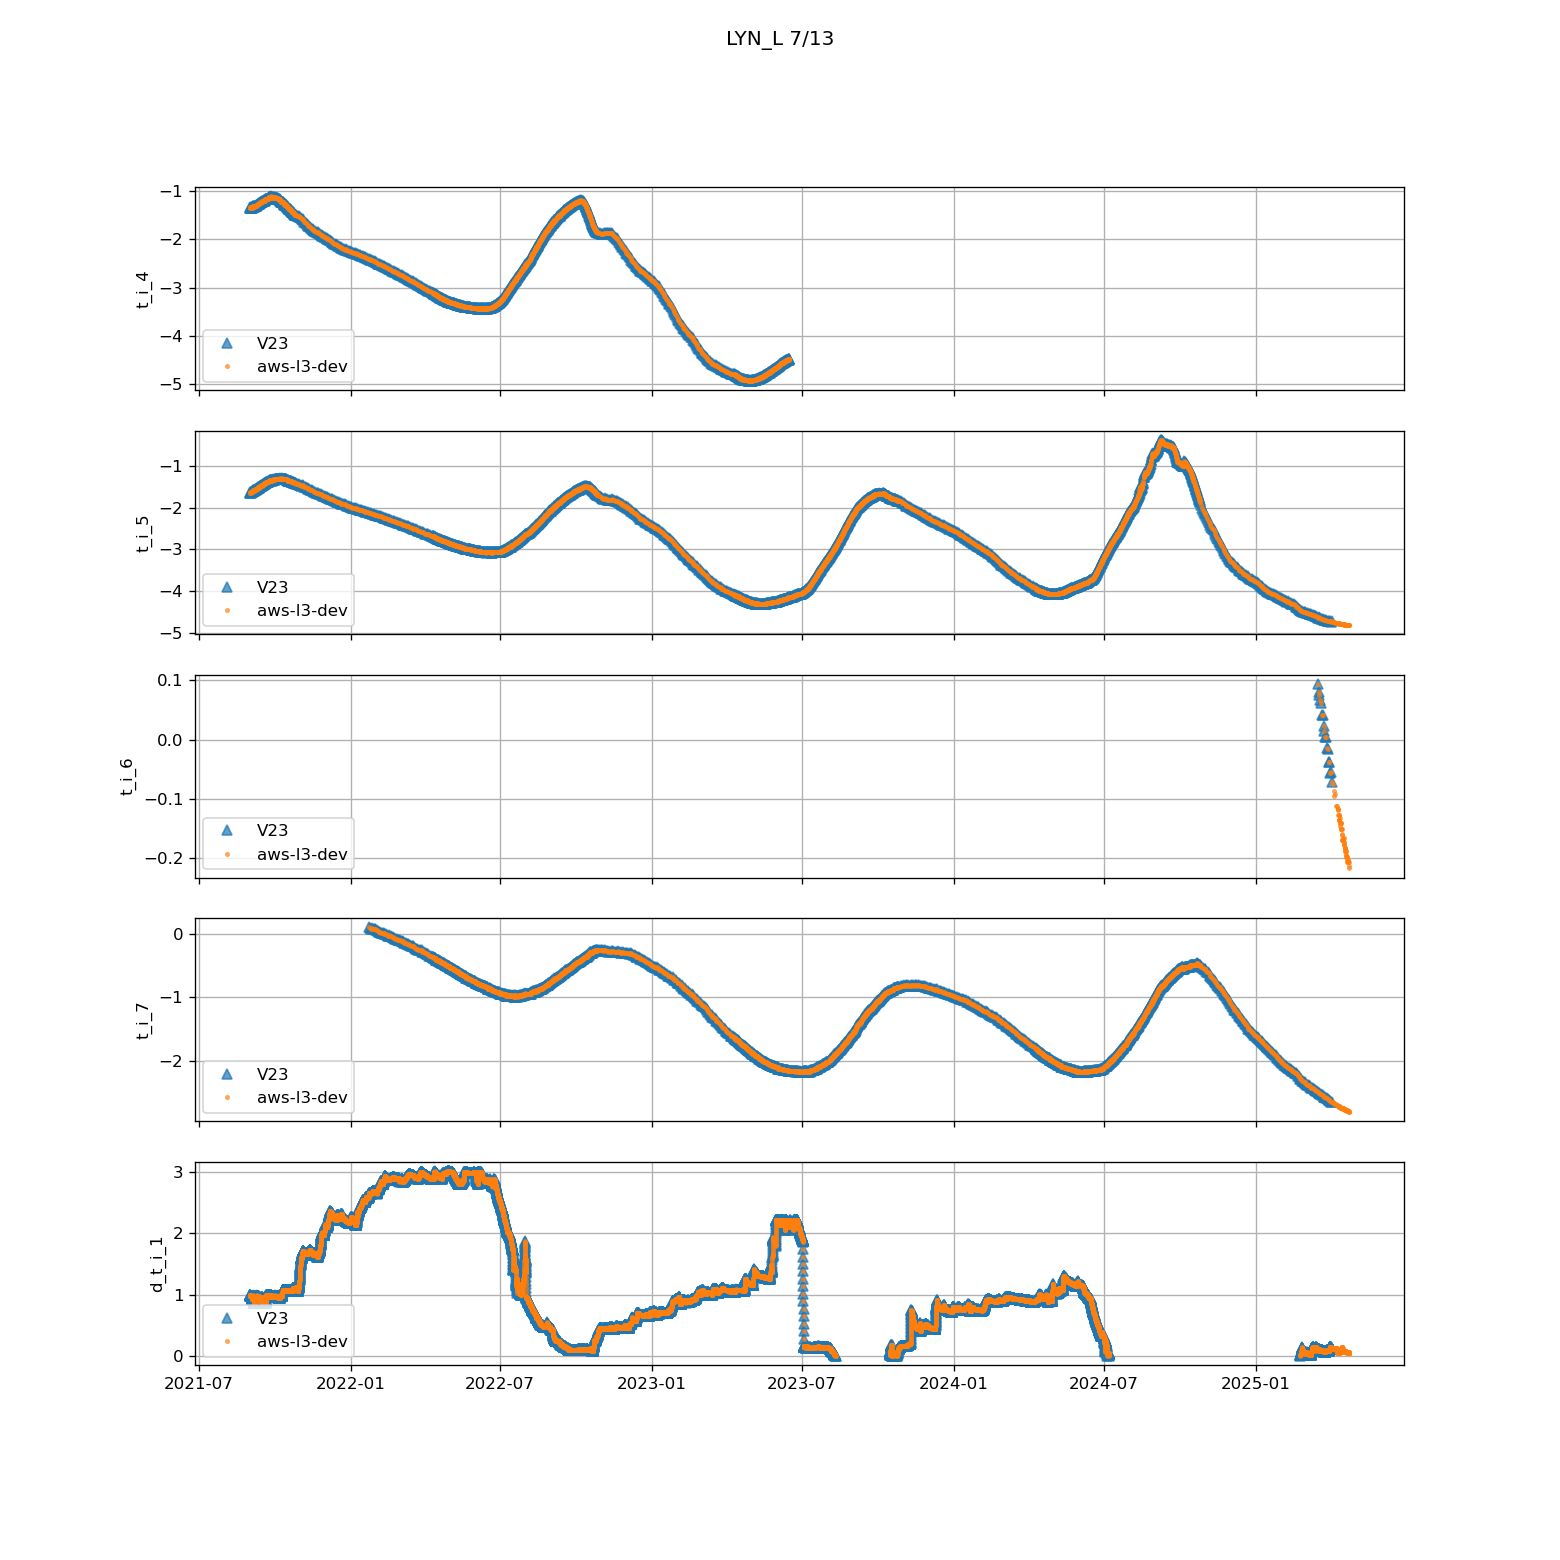 LYN_L 7/13
−1
−2
−3
−4
−5
t_i_4
V23
aws-l3-dev
−1
−2
−3
−4
−5
t_i_5
V23
aws-l3-dev
0.1
0.0
−0.1
−0.2
t_i_6
V23
aws-l3-dev
0
−1
−2
t_i_7
V23
aws-l3-dev
3
2
1
0
d_t_i_1
V23
aws-l3-dev
2021-07 2022-01 2022-07 2023-01 2023-07 2024-01 2024-07 2025-01